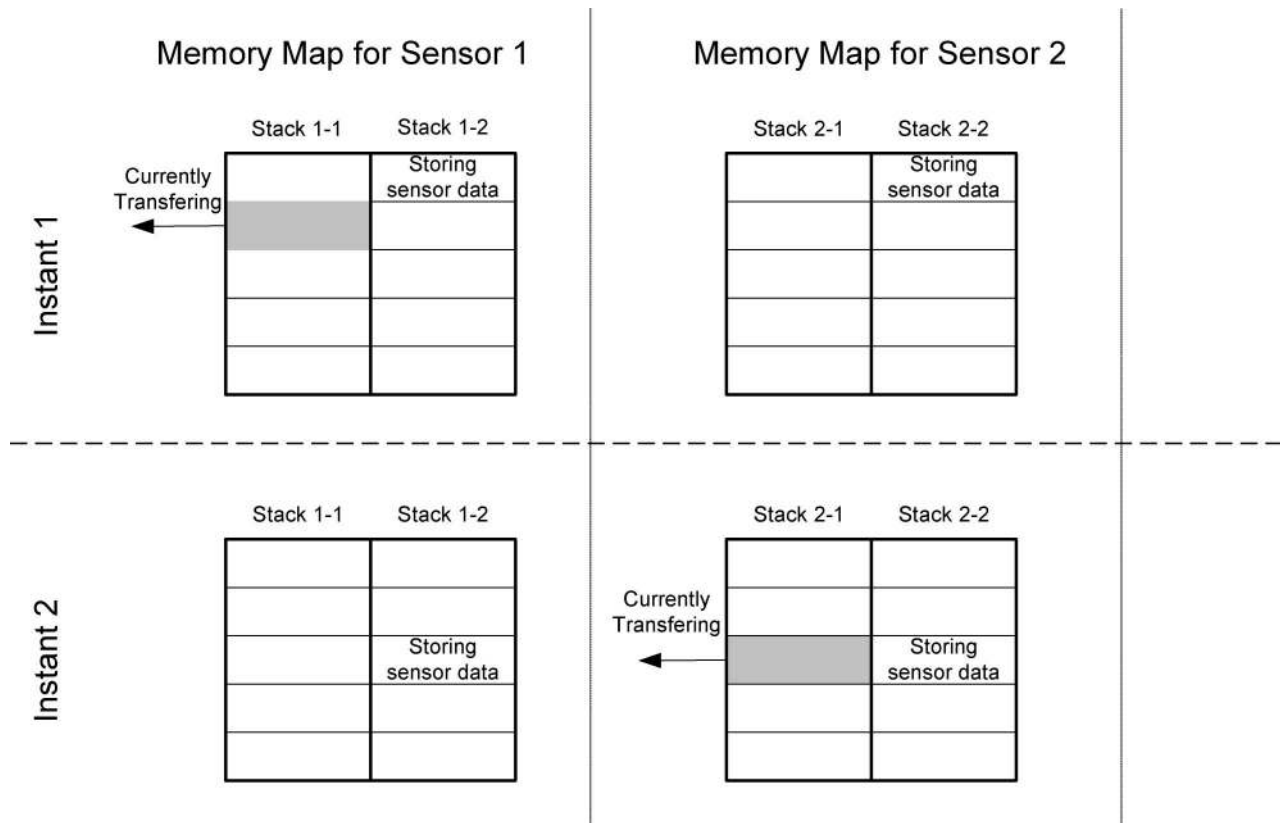 Memory Map for Sensor 1
Memory Map for Sensor 2
Instant 1
Stack 1-1
Stack 1-2
Currently
Transfering
Storing
sensor data
Stack 2-1
Stack 2-2
Storing
sensor data
Instant 2
Stack 1-1
Stack 1-2
Storing
sensor data
Stack 2-1
Stack 2-2
Currently
Transfering
Storing
sensor data